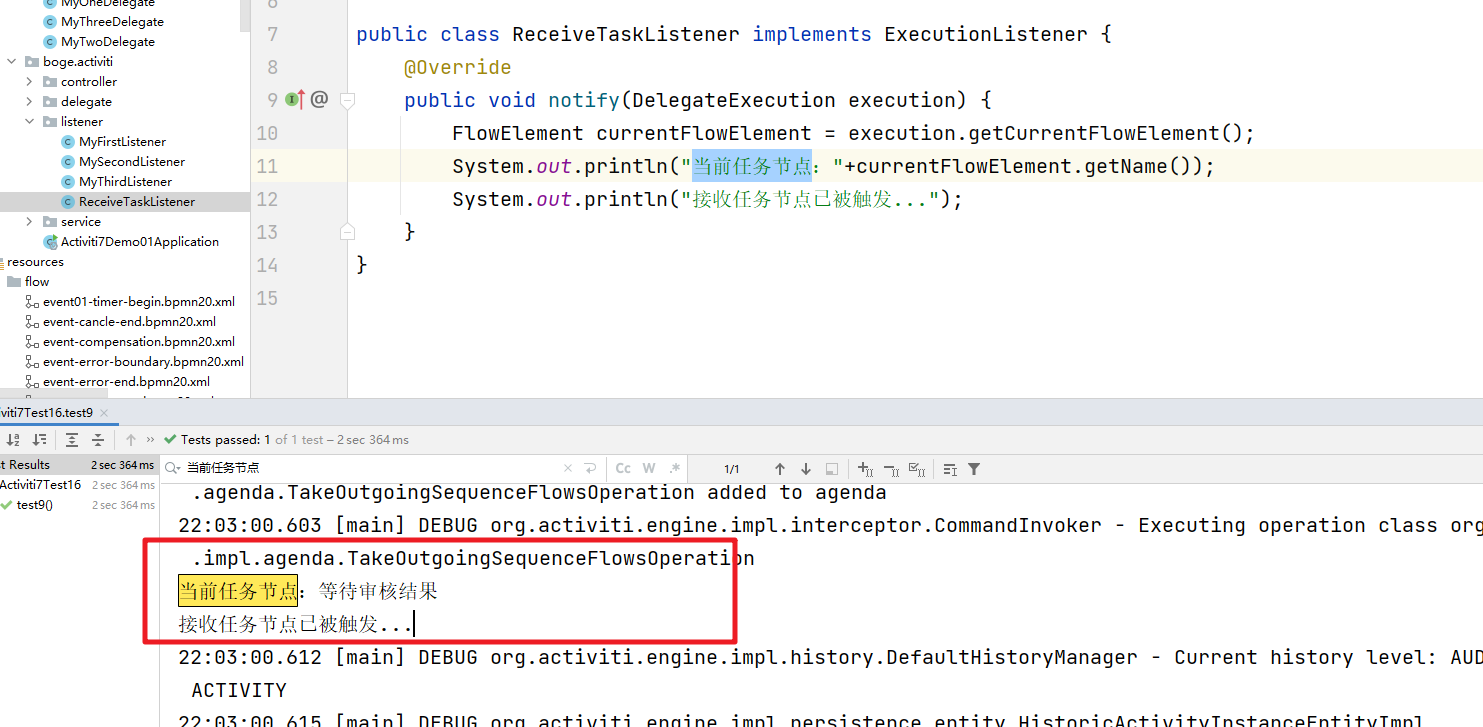 MyOneDelegate
MyThreeDelegate
MyTwoDelegate
boge.activiti
controller
delegate
listener
MyFirstListener
MySecondListener
MyThirdListener
ReceiveTaskListener
service
Activiti7Demo01Application
resources
flow
event01-timer-begin.bpmn20.xml
event-cancle-end.bpmn20.xml
event-compensation.bpmn20.xml
event-error-boundary.bpmn20.xml
event-error-end.bpmn20.xml
6
7 public class ReceiveTaskListener implements ExecutionListener {
8 @Override
9 @ public void notify(DelegateExecution execution) {
10 FlowElement currentFlowElement = execution.getCurrentFlowElement();
11 System.out.println("当前任务节点："+currentFlowElement.getName());
12 System.out.println("接收任务节点已被触发...");
13 }
14 }
15
viti7Test16.test9 ×
Tests passed: 1 of 1 test – 2 sec 364 ms
t Results 2 sec 364 ms
Activiti7Test16 2 sec 364 ms
test9() 2 sec 364 ms
当前任务节点 × Cc W .* 1/1
.agenda.TakeOutgoingSequenceFlowsOperation added to agenda
22:03:00.603 [main] DEBUG org.activiti.engine.impl.interceptor.CommandInvoker - Executing operation class org
.impl.agenda.TakeOutgoingSequenceFlowsOperation
当前任务节点：等待审核结果
接收任务节点已被触发...
22:03:00.612 [main] DEBUG org.activiti.engine.impl.history.DefaultHistoryManager - Current history level: AUD
ACTIVITY
22:03:00.615 [main] DEBUG org.activiti.engine.impl.persistence.entity.HistoricActivityInstanceEntityImpl